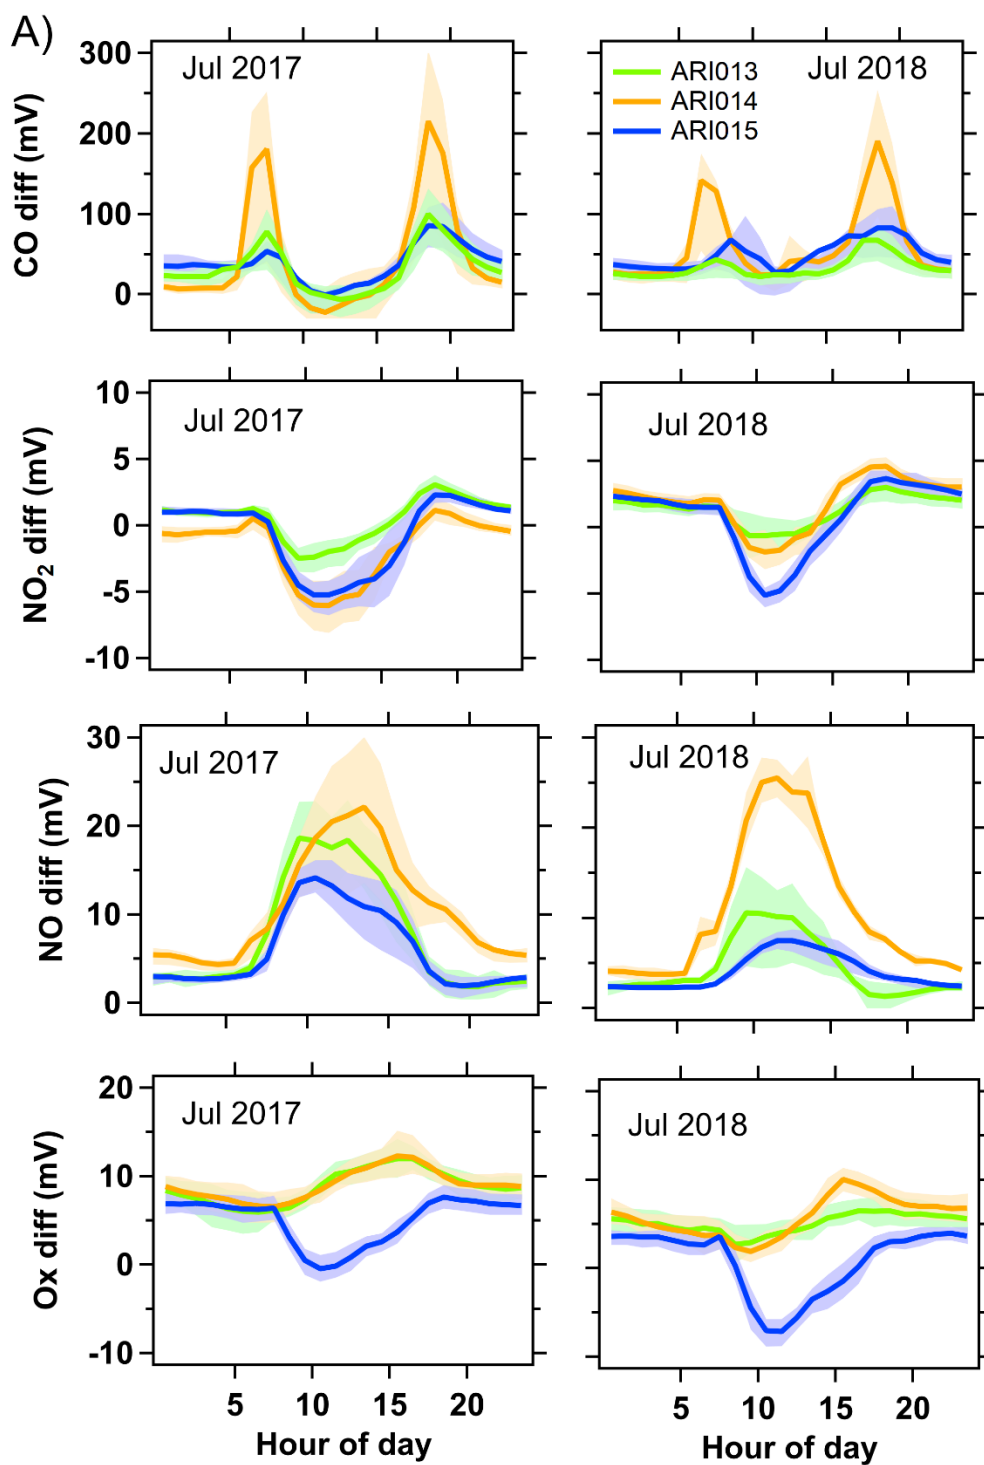 A)
Jul 2017
Jul 2018
ARI013
ARI014
ARI015
CO diff (mV)
300
200
100
0
Jul 2017
Jul 2018
NO2 diff (mV)
10
5
0
-5
-10
Jul 2017
Jul 2018
NO diff (mV)
30
20
10
0
Jul 2017
Jul 2018
Ox diff (mV)
20
10
0
-10
5 10 15 20
5 10 15 20
Hour of day
Hour of day